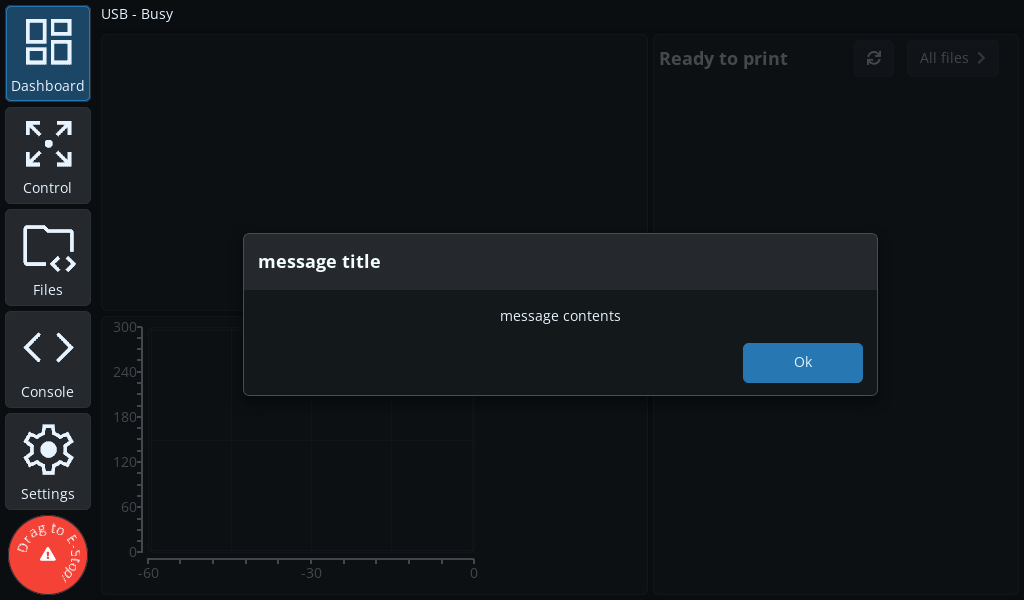 USB - Busy
Dashboard
Control
Files
Console
Settings
Drag to E-Stop!
Ready to print
All files
message title
message contents
Ok
300
240
180
120
60
0
-60
-30
0